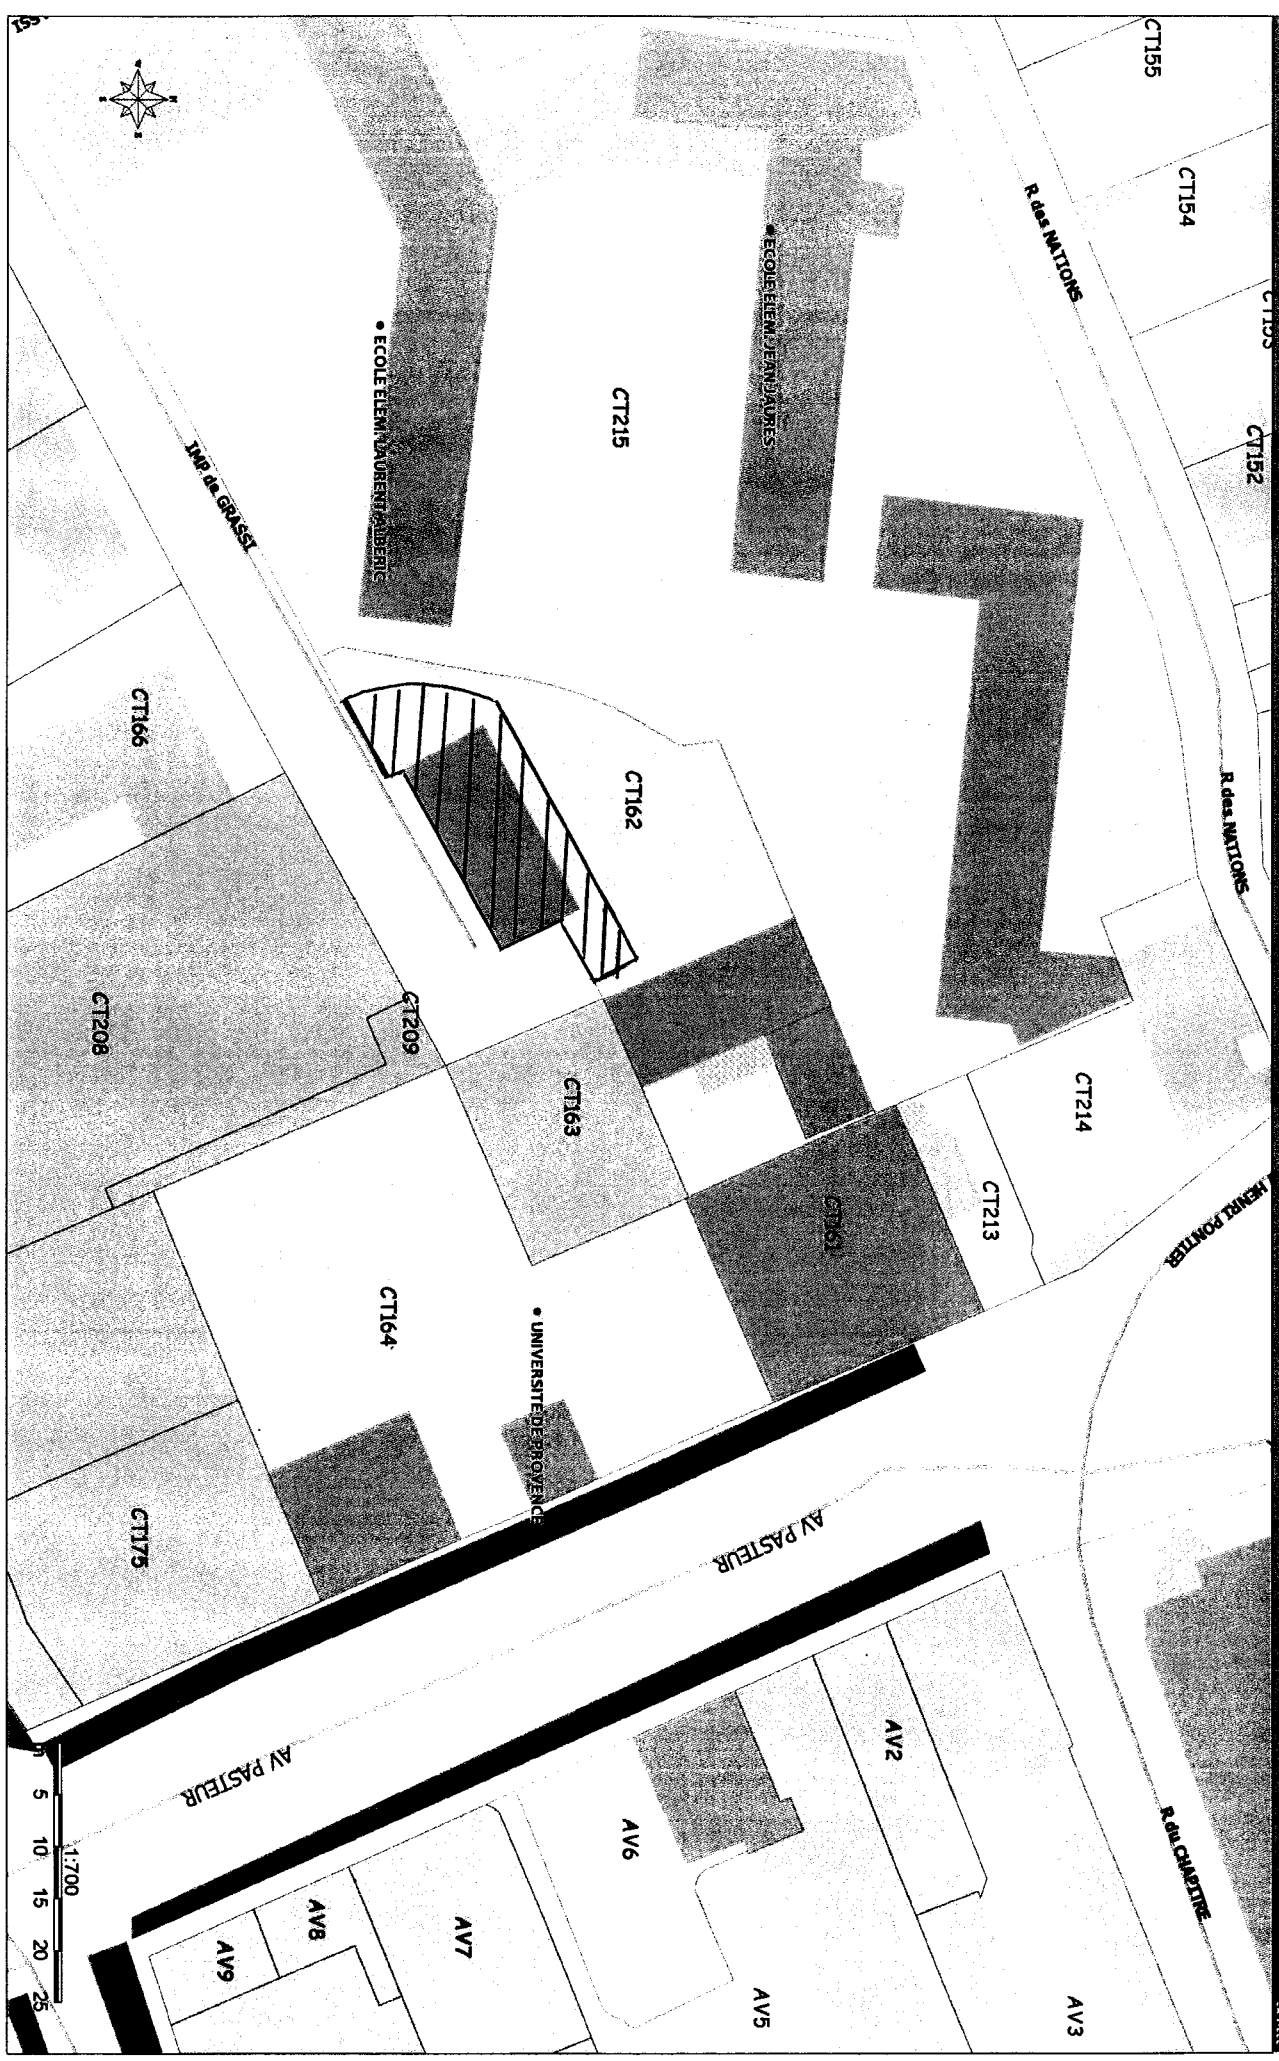 CT155
CT154
CT152
R. des NATIONS
R. des NATIONS
ECOLE ELEM. JEAN JAURES
CT215
ECOLE ELEM. LAURENT ALBERIC
IMP. de GRASSI
CT166
CT162
CT208
CT209
CT163
CT214
CT213
CT161
HENRI PONTIER
CT164
UNIVERSITE DE PROVENCE
CT175
AV PASTEUR
AV PASTEUR
AV2
AV6
R. du CHAPITRE
AV3
AV5
AV7
AV8
AV9
1:700
5 10 15 20 25